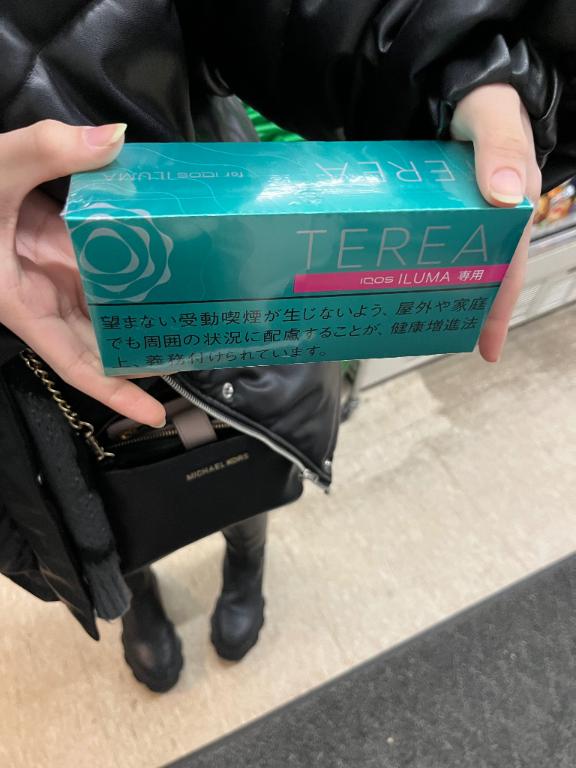 for IQOS ILUMA
TEREA
TEREA
IQOS ILUMA 専用
望まない受動喫煙が生じないよう、屋外や家庭
でも周囲の状況に配慮することが、健康増進法
上、義務付けられています。
MICHAEL KORS